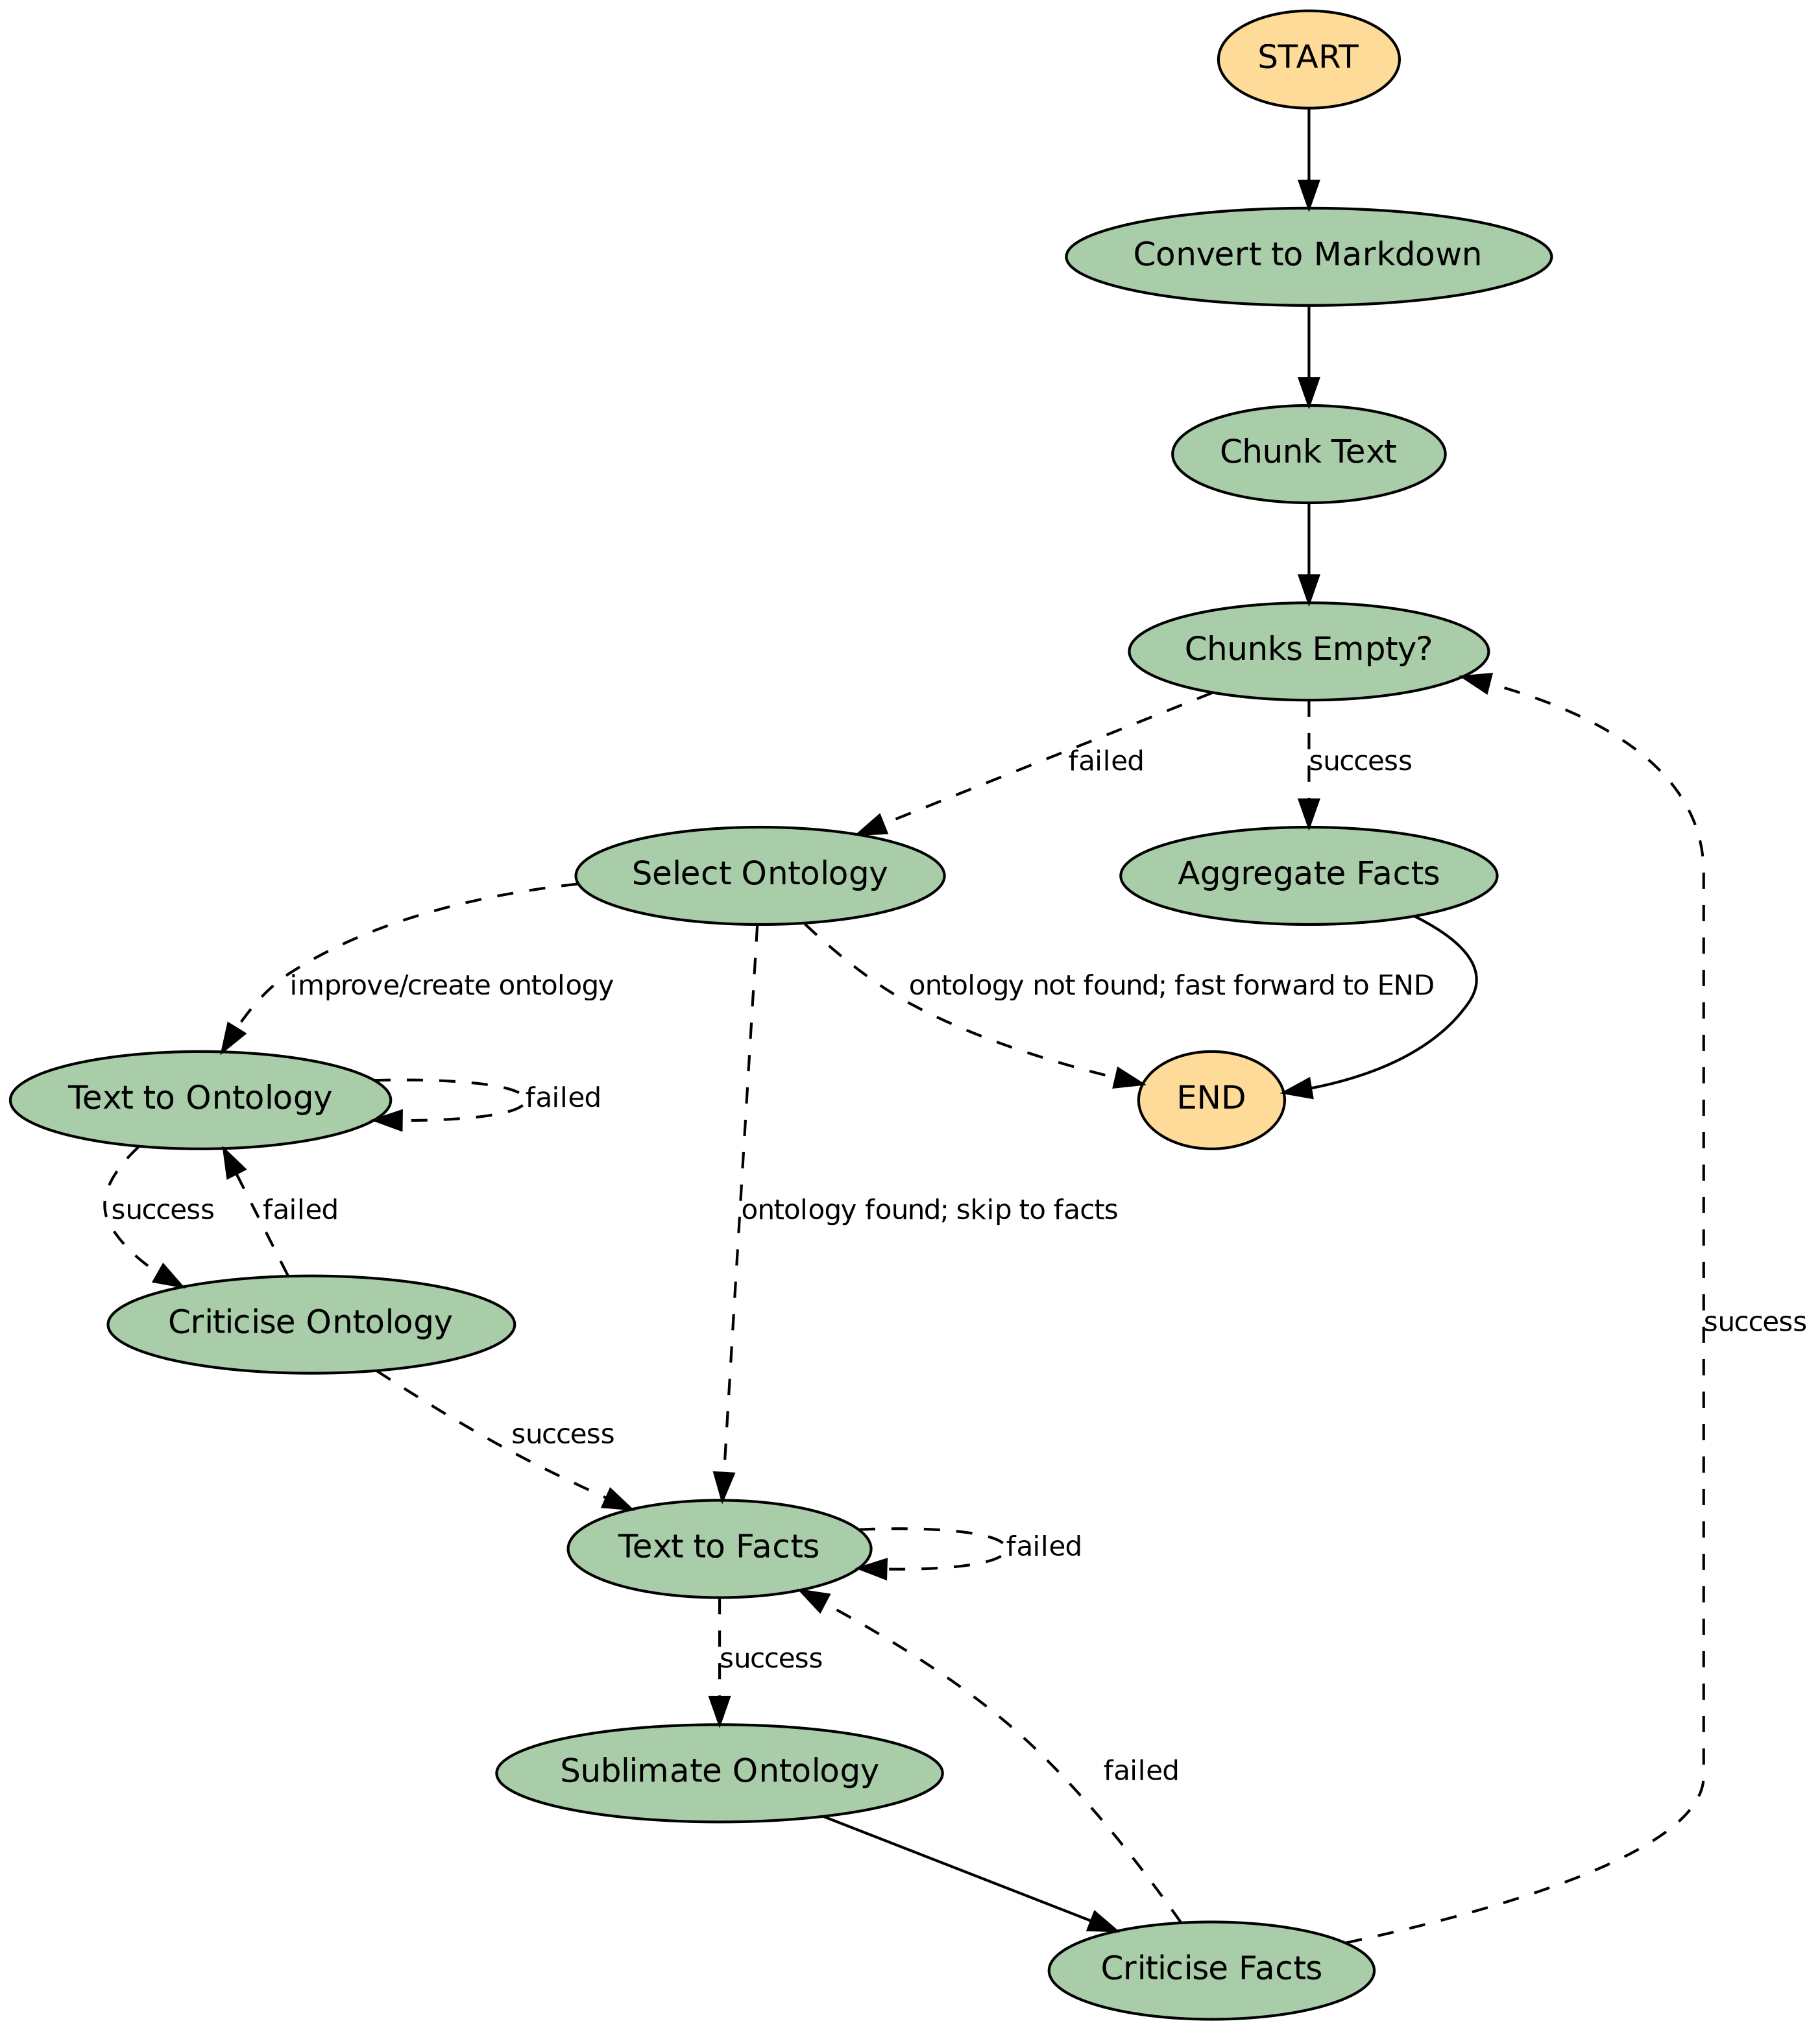 START
Convert to Markdown
Chunk Text
Chunks Empty?
failed
success
Select Ontology
Aggregate Facts
improve/create ontology
ontology not found; fast forward to END
Text to Ontology
failed
END
success
failed
ontology found; skip to facts
Criticise Ontology
success
success
Text to Facts
failed
success
Sublimate Ontology
failed
Criticise Facts